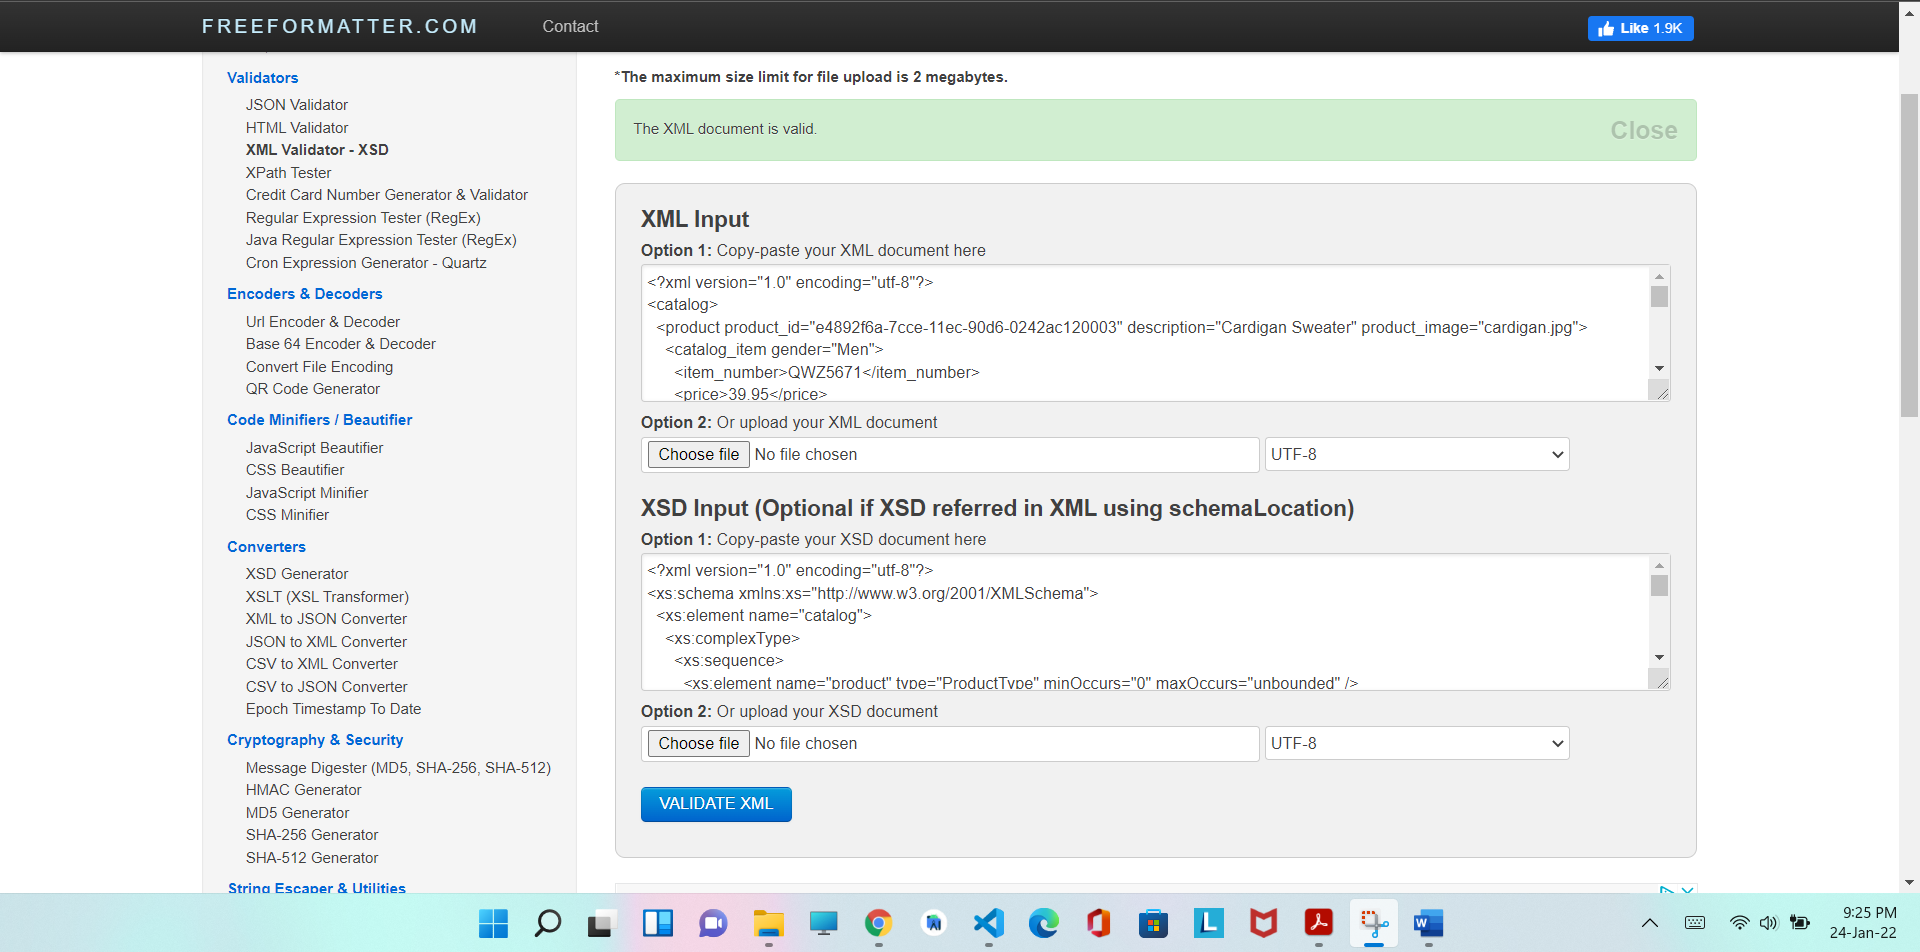 FREEFORMATTER.COM
Contact
Like 1.9K
Validators
JSON Validator
HTML Validator
XML Validator - XSD
XPath Tester
Credit Card Number Generator & Validator
Regular Expression Tester (RegEx)
Java Regular Expression Tester (RegEx)
Cron Expression Generator - Quartz
Encoders & Decoders
Url Encoder & Decoder
Base 64 Encoder & Decoder
Convert File Encoding
QR Code Generator
Code Minifiers / Beautifier
JavaScript Beautifier
CSS Beautifier
JavaScript Minifier
CSS Minifier
Converters
XSD Generator
XSLT (XSL Transformer)
XML to JSON Converter
JSON to XML Converter
CSV to XML Converter
CSV to JSON Converter
Epoch Timestamp To Date
Cryptography & Security
Message Digester (MD5, SHA-256, SHA-512)
HMAC Generator
MD5 Generator
SHA-256 Generator
SHA-512 Generator
String Escaper & Utilities
*The maximum size limit for file upload is 2 megabytes.
The XML document is valid.
Close
XML Input
Option 1: Copy-paste your XML document here
<?xml version="1.0" encoding="utf-8"?>
<catalog>
<product product_id="e4892f6a-7cce-11ec-90d6-0242ac120003" description="Cardigan Sweater" product_image="cardigan.jpg">
<catalog_item gender="Men">
<item_number>QWZ5671</item_number>
<price>39.95</price>
Option 2: Or upload your XML document
Choose file No file chosen
UTF-8
XSD Input (Optional if XSD referred in XML using schemaLocation)
Option 1: Copy-paste your XSD document here
<?xml version="1.0" encoding="utf-8"?>
<xs:schema xmlns:xs="http://www.w3.org/2001/XMLSchema">
<xs:element name="catalog">
<xs:complexType>
<xs:sequence>
<xs:element name="product" type="ProductType" minOccurs="0" maxOccurs="unbounded" />
Option 2: Or upload your XSD document
Choose file No file chosen
UTF-8
VALIDATE XML
9:25 PM
24-Jan-22